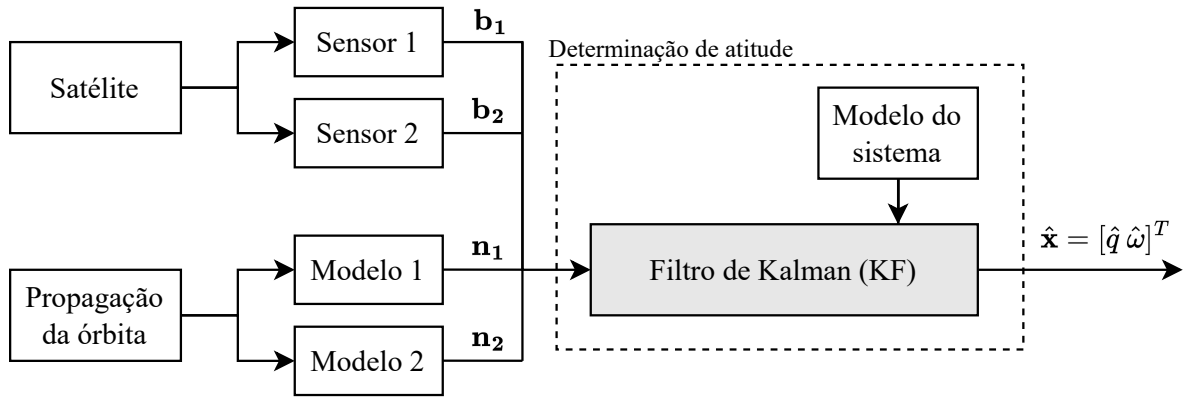 Satélite
Sensor 1
Sensor 2
b₁
b₂
Propagação
da órbita
Modelo 1
Modelo 2
n₁
n₂
Determinação de atitude
Modelo do
sistema
Filtro de Kalman (KF)
x̂ = [q̂ ω̂]ᵀ